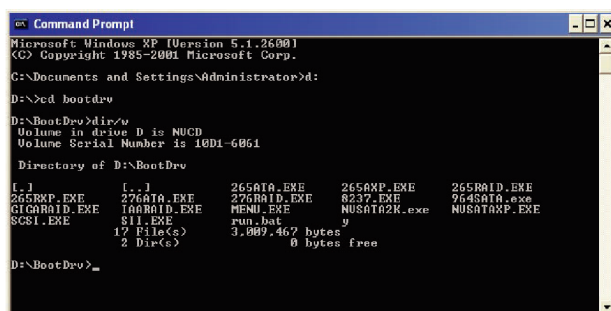 Command Prompt
Microsoft Windows XP [Version 5.1.2600]
(C) Copyright 1985-2001 Microsoft Corp.
C:\Documents and Settings\Administrator>d:
D:\>cd bootdrv
D:\BootDrv>dir/w
Volume in drive D is NUCD
Volume Serial Number is 10D1-6061
Directory of D:\BootDrv
[.] [..] 265ATA.EXE 265AXP.EXE 265RAID.EXE
265RXP.EXE 276ATA.EXE 276RAID.EXE 8237.EXE 964SATA.exe
GIGARAID.EXE IAARAID.EXE MENU.EXE NUSATA2K.exe NUSATAXP.EXE
SCSI.EXE SII.EXE run.bat y
17 File(s) 3,009,467 bytes
2 Dir(s) 0 bytes free
D:\BootDrv>_